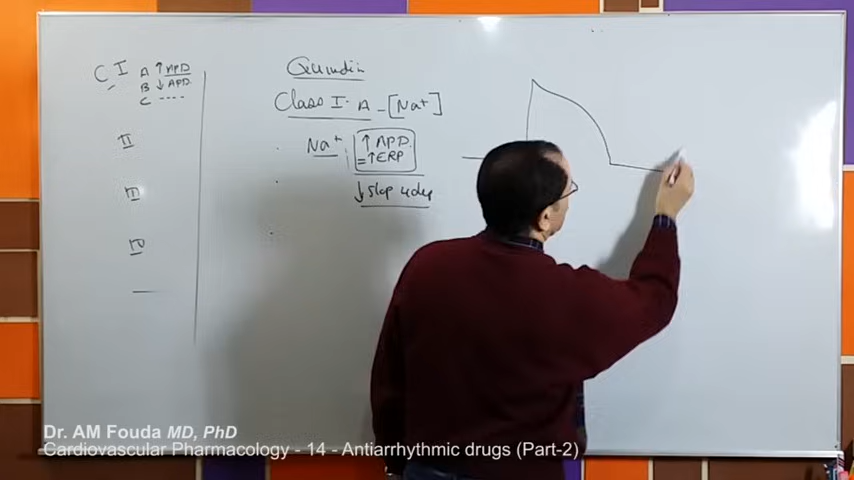 C I A ↑ APD
B ↓ APD
C ----
II
III
IV
Quinidin
Class I - A - [Na+]
Na+ ↑ APD
= ↑ ERP
↓ Slop
Dr. AM Fouda MD, PhD
Cardiovascular Pharmacology - 14 - Antiarrhythmic drugs (Part-2)